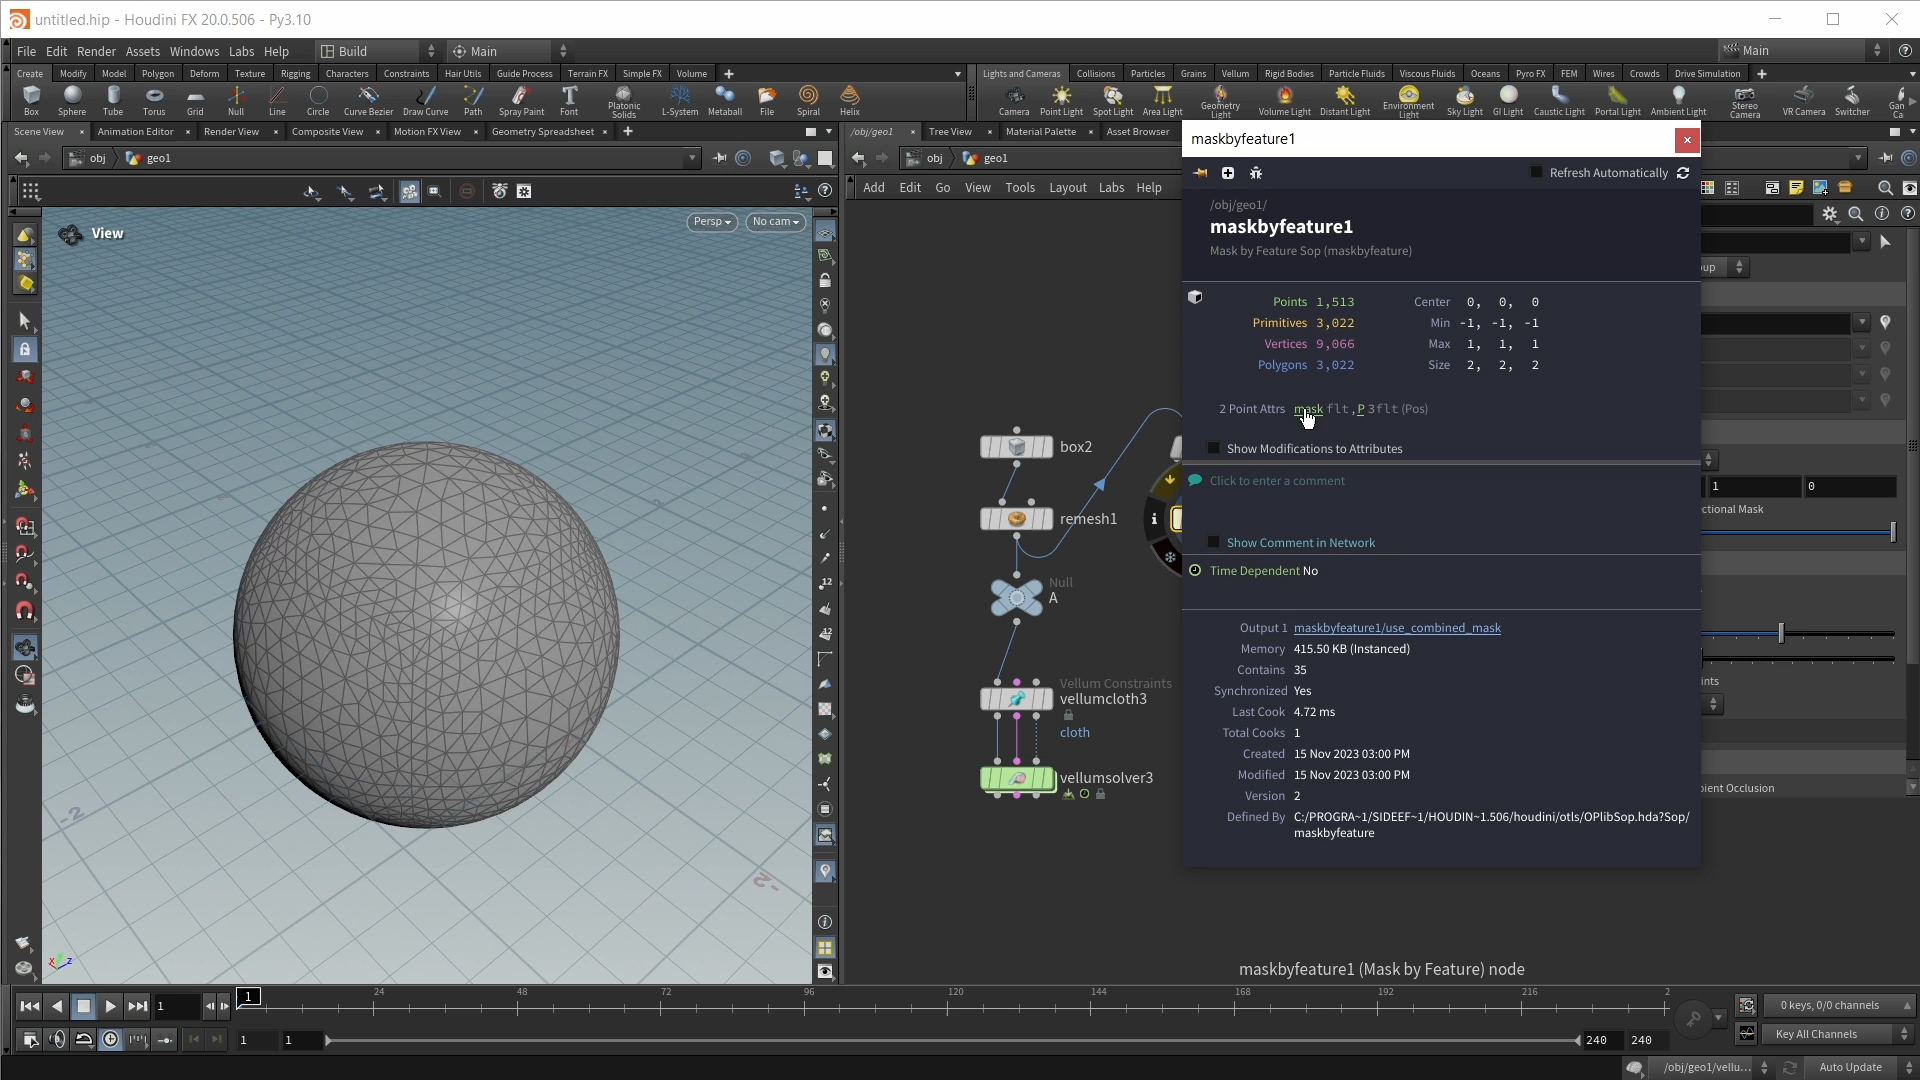 untitled.hip - Houdini FX 20.0.506 - Py3.10
File Edit Render Assets Windows Labs Help Build Main Main
Create Modify Model Polygon Deform Texture Rigging Characters Constraints Hair Utils Guide Process Terrain FX Simple FX Volume
Lights and Cameras Collisions Particles Grains Vellum Rigid Bodies Particle Fluids Viscous Fluids Oceans Pyro FX FEM Wires Crowds Drive Simulation
Box Sphere Tube Torus Grid Null Line Circle Curve Bezier Draw Curve Path Spray Paint Font Platonic Solids L-System Metaball File Spiral Helix
Camera Point Light Spot Light Area Light Geometry Light Volume Light Distant Light Environment Light Sky Light GI Light Caustic Light Portal Light Ambient Light Stereo Camera VR Camera Switcher Gan Ca
Scene View Animation Editor Render View Composite View Motion FX View Geometry Spreadsheet
/obj/geo1 Tree View Material Palette Asset Browser
obj geo1
obj geo1
Add Edit Go View Tools Layout Labs Help
View
Persp No cam
-2
-2
x y z
box2
remesh1
Null
A
Vellum Constraints
vellumcloth3
cloth
vellumsolver3
maskbyfeature1
Refresh Automatically
/obj/geo1/
maskbyfeature1
Mask by Feature Sop (maskbyfeature)
Points 1,513 Center 0, 0, 0
Primitives 3,022 Min -1, -1, -1
Vertices 9,066 Max 1, 1, 1
Polygons 3,022 Size 2, 2, 2
2 Point Attrs mask flt, P 3flt (Pos)
Show Modifications to Attributes
Click to enter a comment
Show Comment in Network
Time Dependent No
Output 1 maskbyfeature1/use_combined_mask
Memory 415.50 KB (Instanced)
Contains 35
Synchronized Yes
Last Cook 4.72 ms
Total Cooks 1
Created 15 Nov 2023 03:00 PM
Modified 15 Nov 2023 03:00 PM
Version 2
Defined By C:/PROGRA~1/SIDEEF~1/HOUDIN~1.506/houdini/otls/OPlibSop.hda?Sop/
maskbyfeature
up
1 0
ctional Mask
ints
ient Occlusion
maskbyfeature1 (Mask by Feature) node
1 1 24 48 72 96 120 144 168 192 216 2
0 keys, 0/0 channels
1 1 240 240
Key All Channels
/obj/geo1/vellu... Auto Update